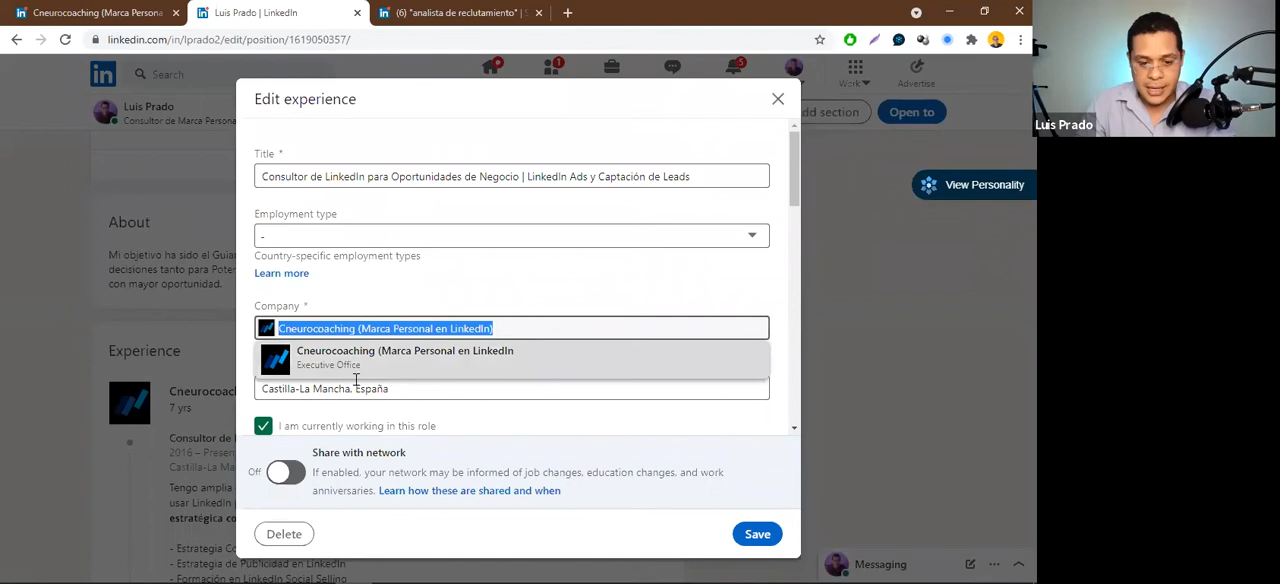 Cneurocoaching (Marca Persona
Luis Prado | LinkedIn
(6) "analista de reclutamiento" | S
linkedin.com/in/lprado2/edit/position/1619050357/
in
Search
1
5
Work
Advertise
Luis Prado
Consultor de Marca Persona
dd section
Open to
Edit experience
View Personality
Title *
Consultor de LinkedIn para Oportunidades de Negocio | LinkedIn Ads y Captación de Leads
Employment type
-
Country-specific employment types
Learn more
Company *
Cneurocoaching (Marca Personal en LinkedIn)
Cneurocoaching (Marca Personal en LinkedIn
Executive Office
Castilla-La Mancha, España
I am currently working in this role
Off
Share with network
If enabled, your network may be informed of job changes, education changes, and work
anniversaries. Learn how these are shared and when
Delete
Save
About
Mi objetivo ha sido el Guiar
decisiones tanto para Poten
con mayor oportunidad.
Experience
Cneurocoac
7 yrs
Consultor de L
2016 – Presen
Castilla-La Ma
Tengo amplia
usar LinkedIn p
estratégica co
- Estrategia Co
- Estrategia de Publicidad en LinkedIn
- Formación en LinkedIn Social Selling
Messaging
Luis Prado